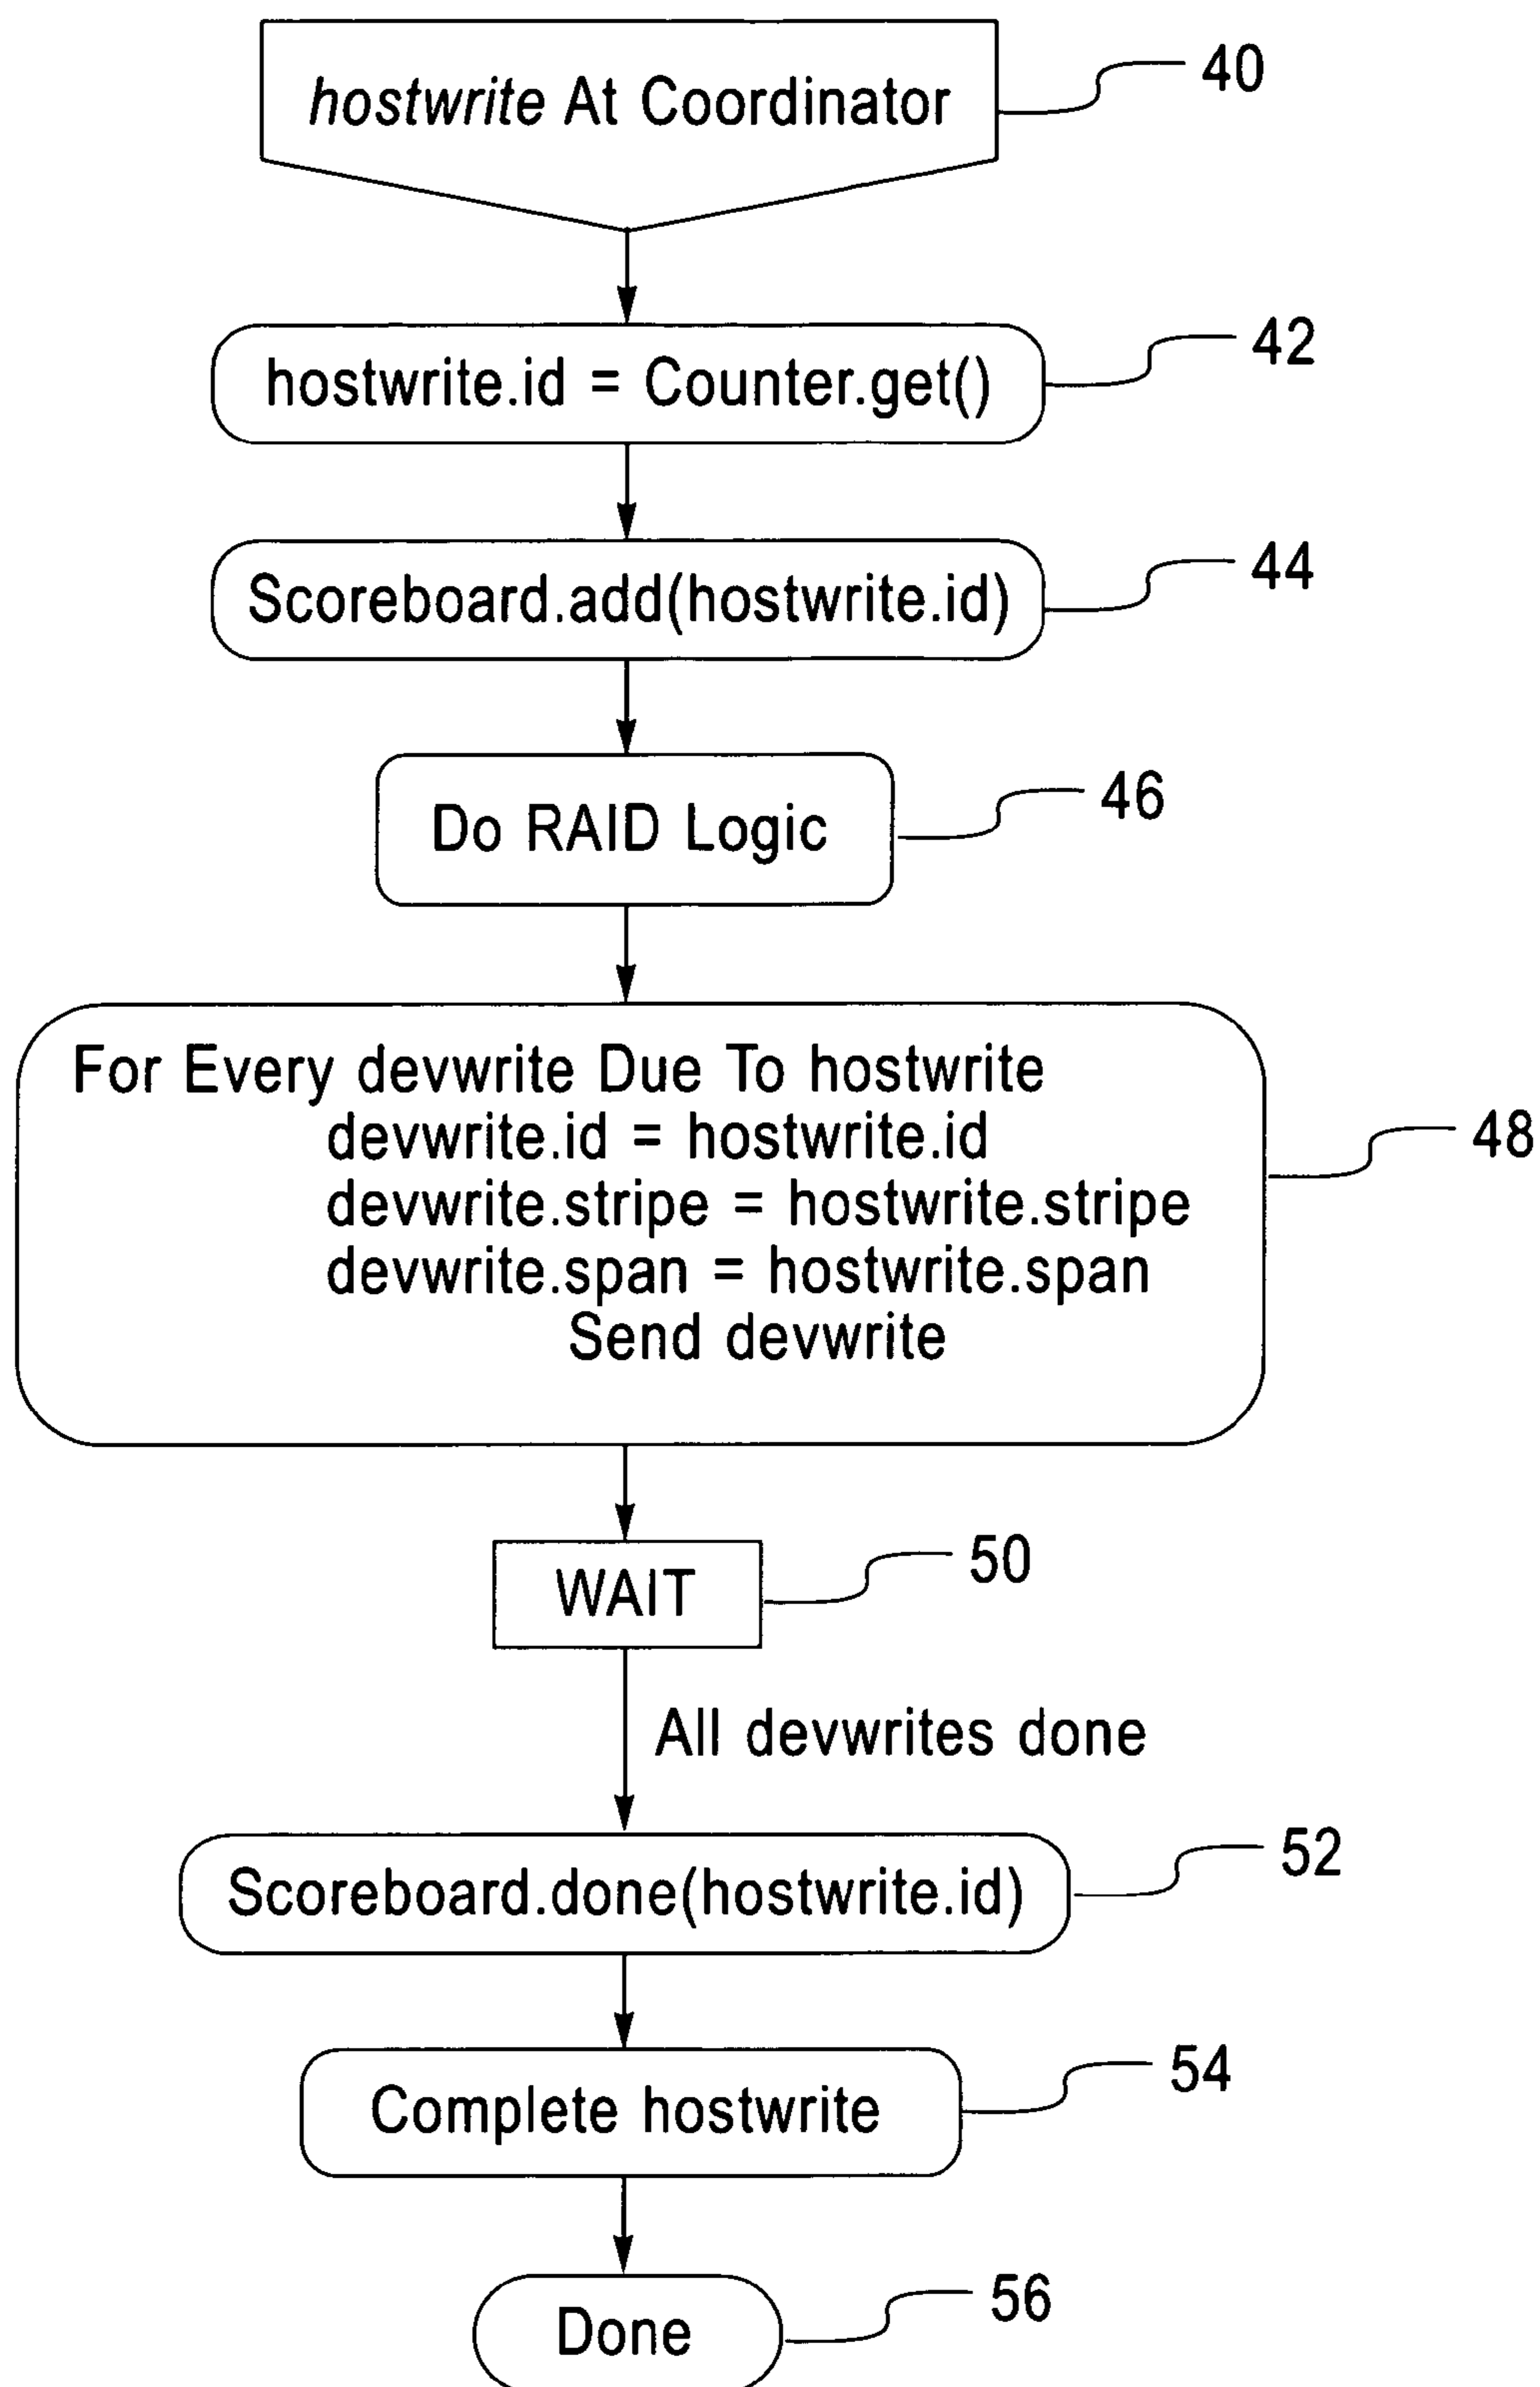 hostwrite At Coordinator
40
hostwrite.id = Counter.get()
42
Scoreboard.add(hostwrite.id)
44
Do RAID Logic
46
For Every devwrite Due To hostwrite
devwrite.id = hostwrite.id
devwrite.stripe = hostwrite.stripe
devwrite.span = hostwrite.span
Send devwrite
48
WAIT
50
All devwrites done
Scoreboard.done(hostwrite.id)
52
Complete hostwrite
54
Done
56